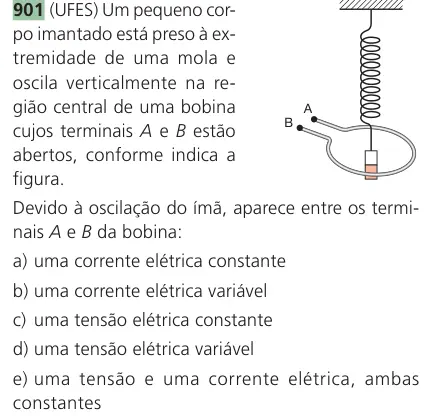 901 (UFES) Um pequeno cor-
po imantado está preso à ex-
tremidade de uma mola e
oscila verticalmente na re-
gião central de uma bobina
cujos terminais A e B estão
abertos, conforme indica a
figura.
A
B
Devido à oscilação do ímã, aparece entre os termi-
nais A e B da bobina:
a) uma corrente elétrica constante
b) uma corrente elétrica variável
c) uma tensão elétrica constante
d) uma tensão elétrica variável
e) uma tensão e uma corrente elétrica, ambas
constantes